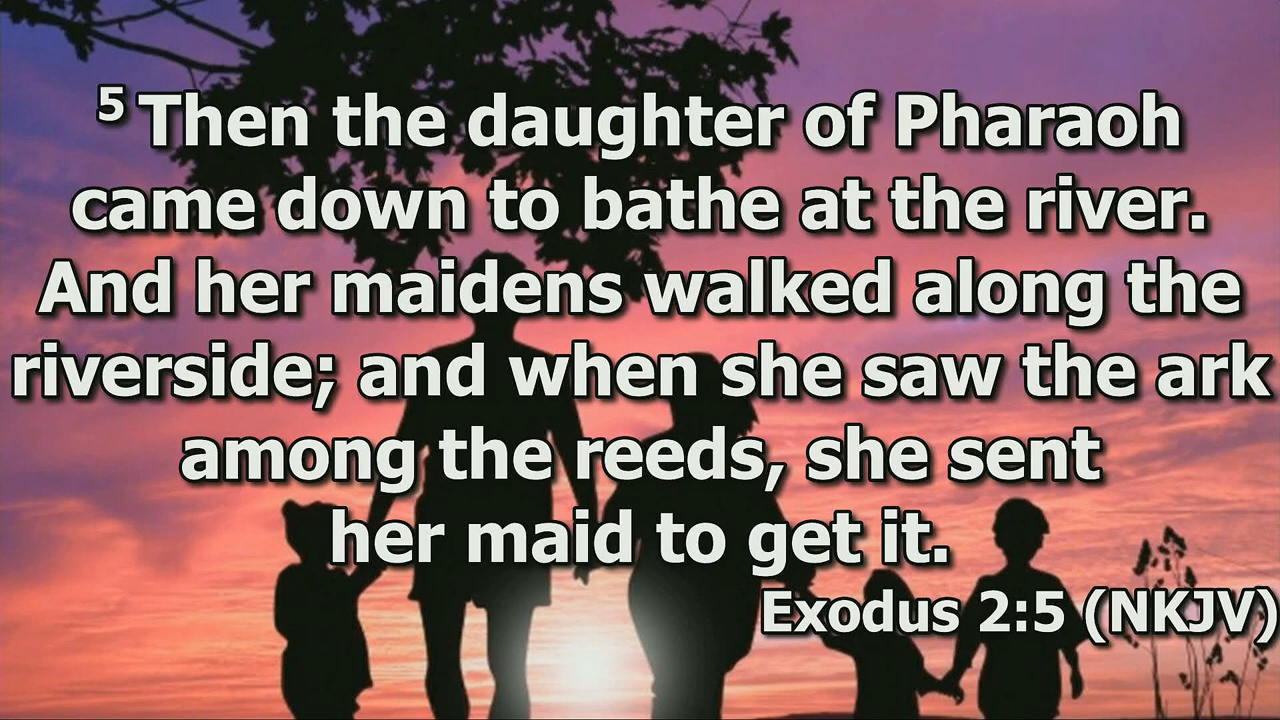 5 Then the daughter of Pharaoh
came down to bathe at the river.
And her maidens walked along the
riverside; and when she saw the ark
among the reeds, she sent
her maid to get it.
Exodus 2:5 (NKJV)